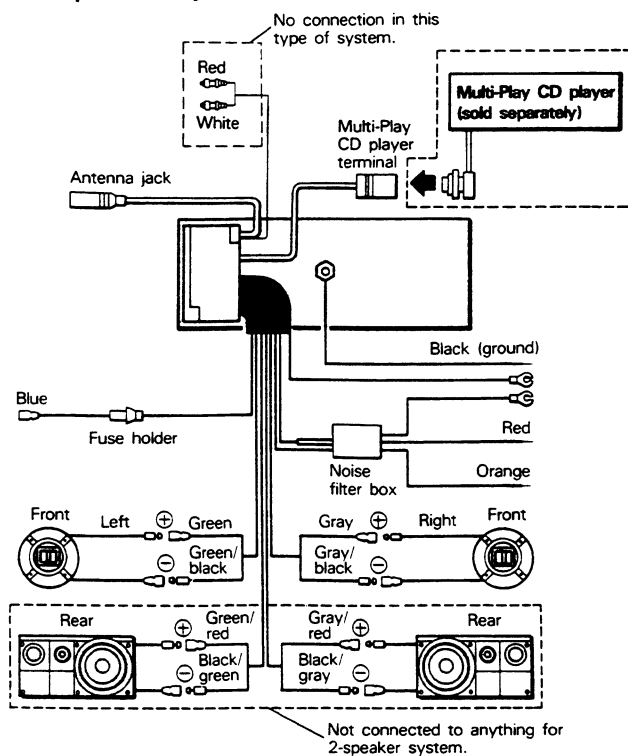 No connection in this
type of system.
Red
White
Multi-Play CD player
(sold separately)
Multi-Play
CD player
terminal
Antenna jack
Black (ground)
Blue
Fuse holder
Red
Noise
filter box
Orange
Front
Left
⊕
Green
Green/
black
⊖
Gray
⊕
Right
Front
Gray/
black
⊖
Rear
⊕
Green/
red
Black/
green
⊖
Gray/
red
⊕
Rear
Black/
gray
⊖
Not connected to anything for
2-speaker system.